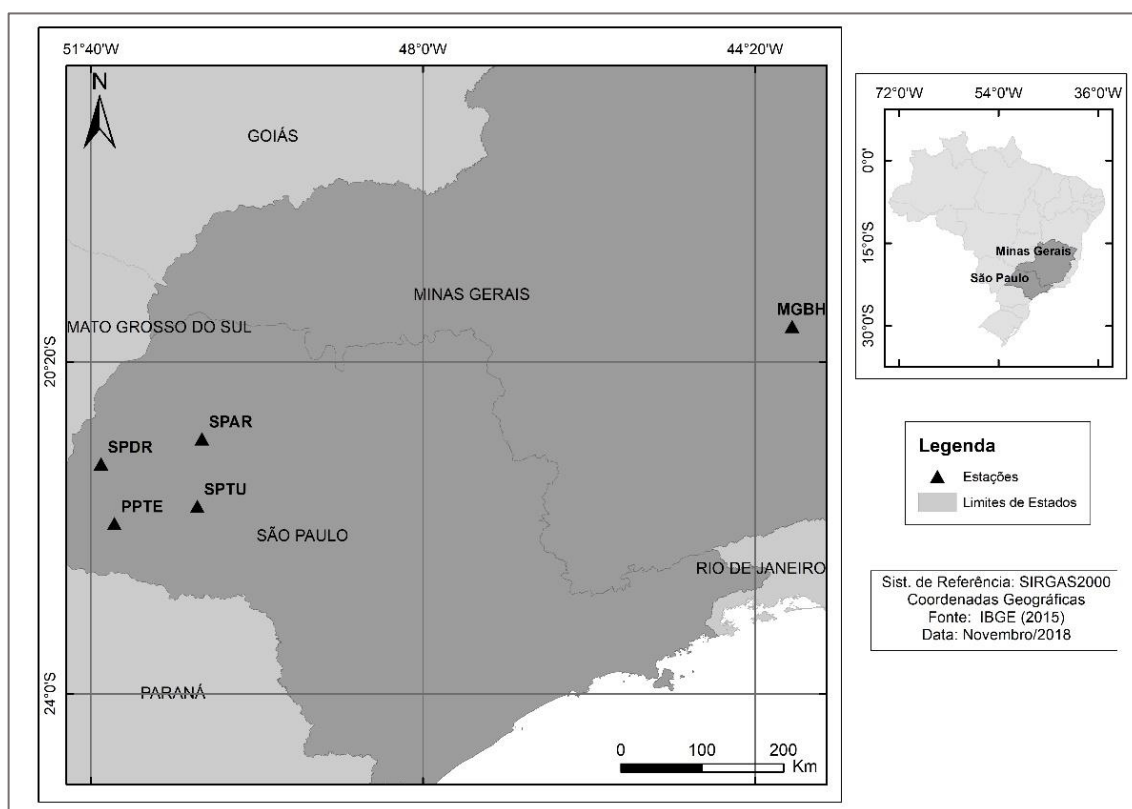 51°40'W
48°0'W
44°20'W
N
GOIÁS
MINAS GERAIS
MATO GROSSO DO SUL
MGBH
20°20'S
SPAR
SPDR
SPTU
PPTE
SÃO PAULO
RIO DE JANEIRO
24°0'S
PARANÁ
0 100 200
Km
72°0'W
54°0'W
36°0'W
0°0'
15°0'S
30°0'S
Minas Gerais
São Paulo
Legenda
Estações
Limites de Estados
Sist. de Referência: SIRGAS2000
Coordenadas Geográficas
Fonte: IBGE (2015)
Data: Novembro/2018